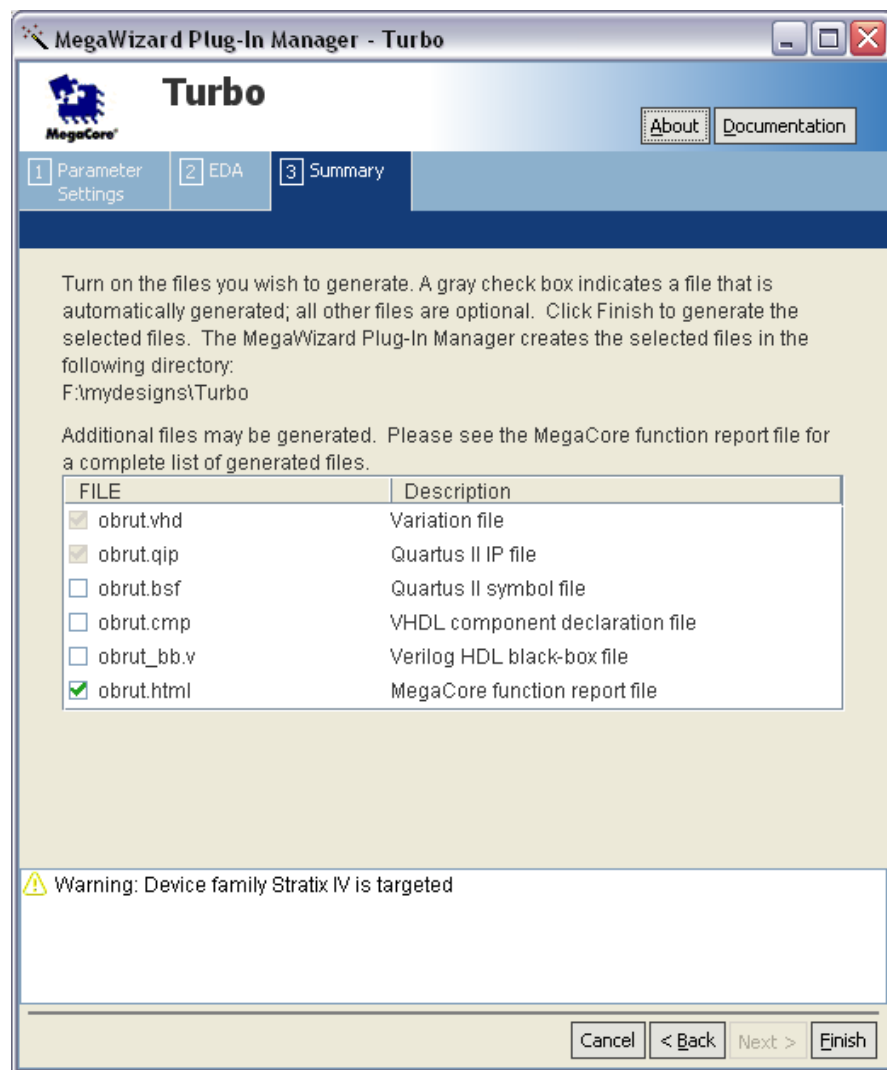 MegaWizard Plug-In Manager - Turbo
Turbo
MegaCore®
About
Documentation
1 Parameter Settings
2 EDA
3 Summary
Turn on the files you wish to generate. A gray check box indicates a file that is
automatically generated; all other files are optional. Click Finish to generate the
selected files. The MegaWizard Plug-In Manager creates the selected files in the
following directory:
F:\mydesigns\Turbo
Additional files may be generated. Please see the MegaCore function report file for
a complete list of generated files.
FILE Description
obrut.vhd Variation file
obrut.qip Quartus II IP file
obrut.bsf Quartus II symbol file
obrut.cmp VHDL component declaration file
obrut_bb.v Verilog HDL black-box file
obrut.html MegaCore function report file
Warning: Device family Stratix IV is targeted
Cancel < Back Next > Finish